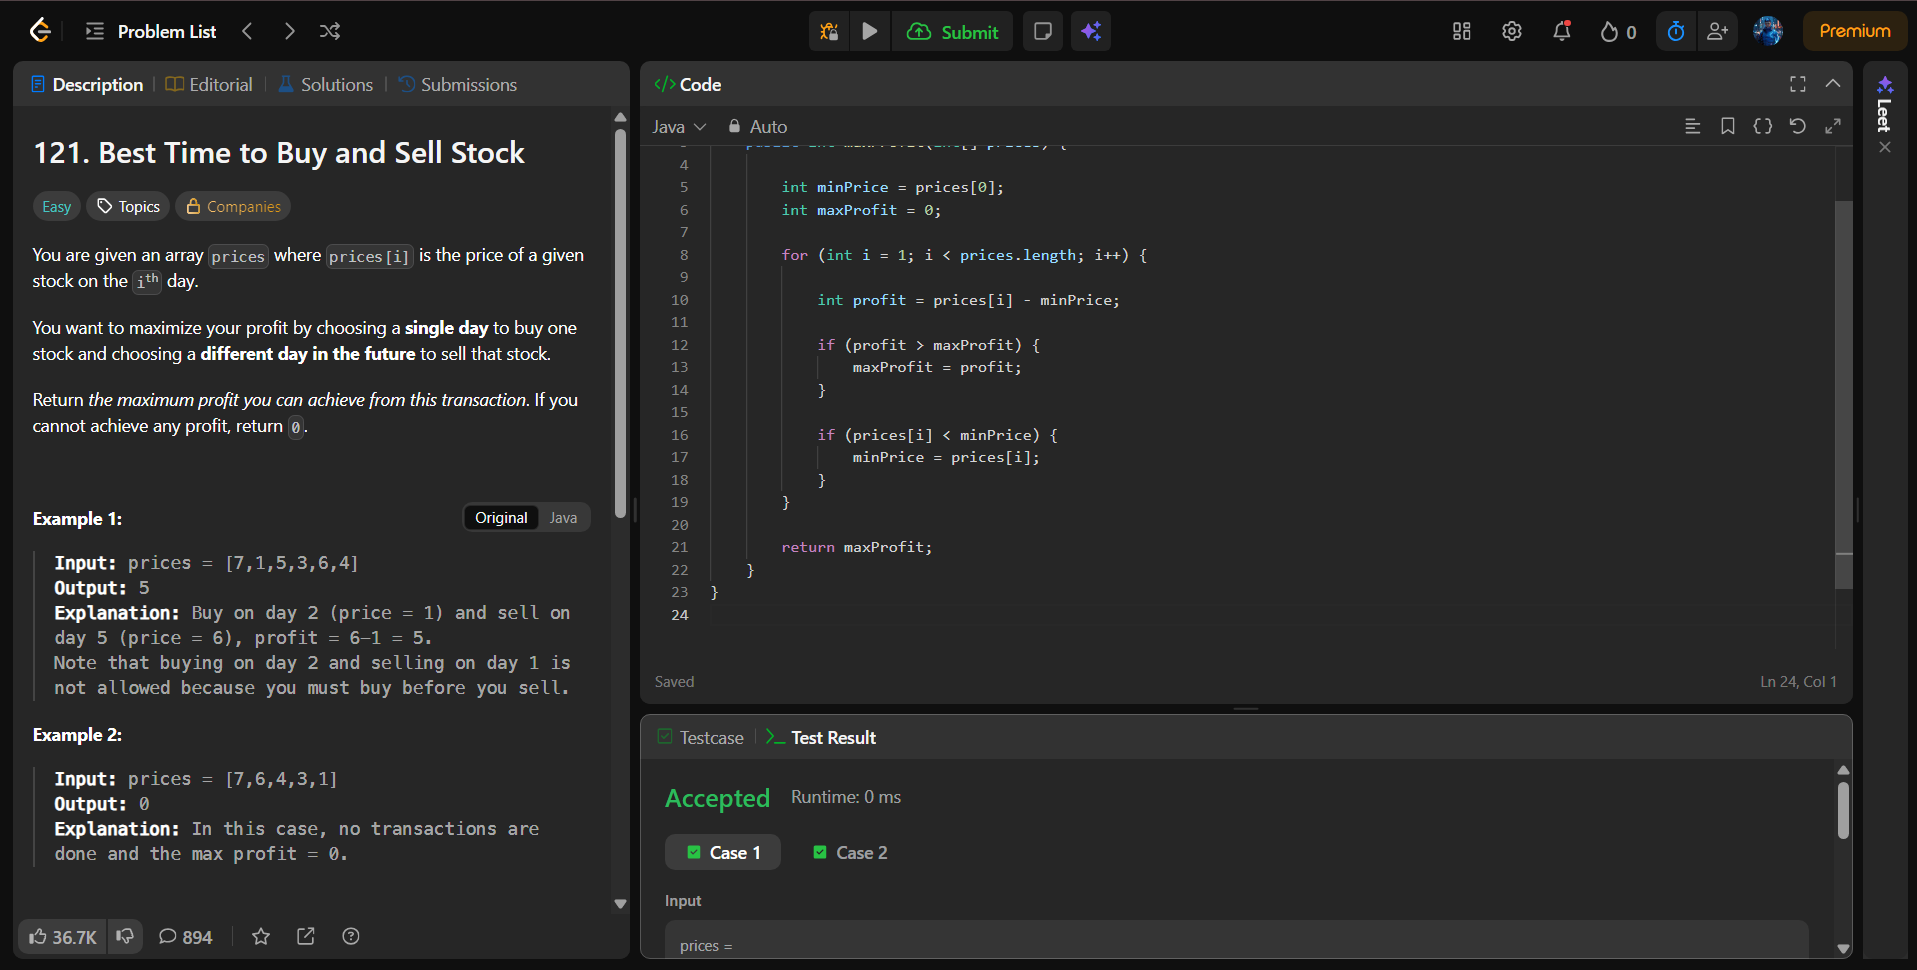 Problem List
Submit
0
Premium
Description
Editorial
Solutions
Submissions
121. Best Time to Buy and Sell Stock
Easy
Topics
Companies
You are given an array prices where prices[i] is the price of a given
stock on the ith day.
You want to maximize your profit by choosing a single day to buy one
stock and choosing a different day in the future to sell that stock.
Return the maximum profit you can achieve from this transaction. If you
cannot achieve any profit, return 0.
Example 1:
Original
Java
Input: prices = [7,1,5,3,6,4]
Output: 5
Explanation: Buy on day 2 (price = 1) and sell on
day 5 (price = 6), profit = 6-1 = 5.
Note that buying on day 2 and selling on day 1 is
not allowed because you must buy before you sell.
Example 2:
Input: prices = [7,6,4,3,1]
Output: 0
Explanation: In this case, no transactions are
done and the max profit = 0.
36.7K
894
</> Code
Java
Auto
4
5 int minPrice = prices[0];
6 int maxProfit = 0;
7
8 for (int i = 1; i < prices.length; i++) {
9
10 int profit = prices[i] - minPrice;
11
12 if (profit > maxProfit) {
13 maxProfit = profit;
14 }
15
16 if (prices[i] < minPrice) {
17 minPrice = prices[i];
18 }
19 }
20
21 return maxProfit;
22 }
23 }
24
Saved
Ln 24, Col 1
Testcase
Test Result
Accepted
Runtime: 0 ms
Case 1
Case 2
Input
prices =
Leet